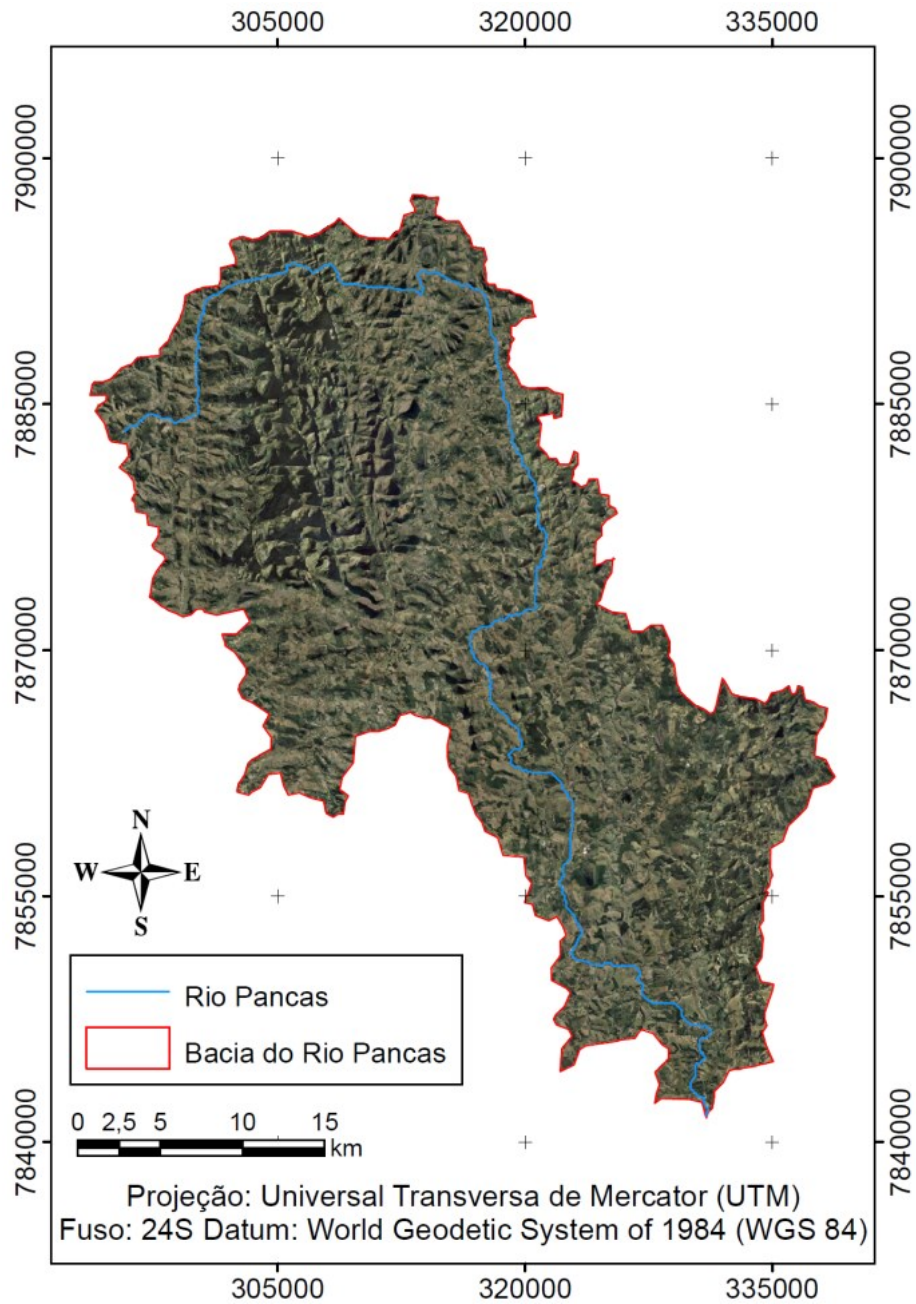 305000 320000 335000
7900000 7900000
7885000 7885000
7870000 7870000
7855000 7855000
7840000 7840000
N
W E
S
Rio Pancas
Bacia do Rio Pancas
0 2,5 5 10 15
km
Projeção: Universal Transversa de Mercator (UTM)
Fuso: 24S Datum: World Geodetic System of 1984 (WGS 84)
305000 320000 335000